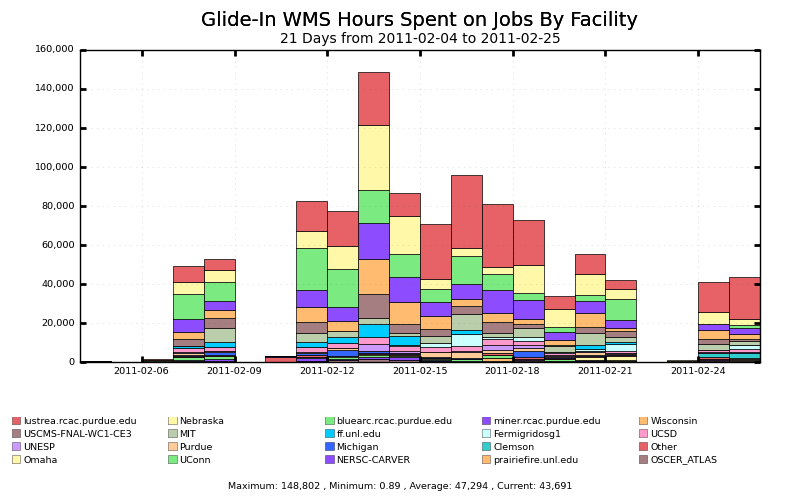 Glide-In WMS Hours Spent on Jobs By Facility
21 Days from 2011-02-04 to 2011-02-25
160,000
140,000
120,000
100,000
80,000
60,000
40,000
20,000
0
2011-02-06 2011-02-09 2011-02-12 2011-02-15 2011-02-18 2011-02-21 2011-02-24
lustrea.rcac.purdue.edu Nebraska bluearc.rcac.purdue.edu miner.rcac.purdue.edu Wisconsin
USCMS-FNAL-WC1-CE3 MIT ff.unl.edu Fermigridosg1 UCSD
UNESP Purdue Michigan Clemson Other
Omaha UConn NERSC-CARVER prairiefire.unl.edu OSCER_ATLAS
Maximum: 148,802 , Minimum: 0.89 , Average: 47,294 , Current: 43,691